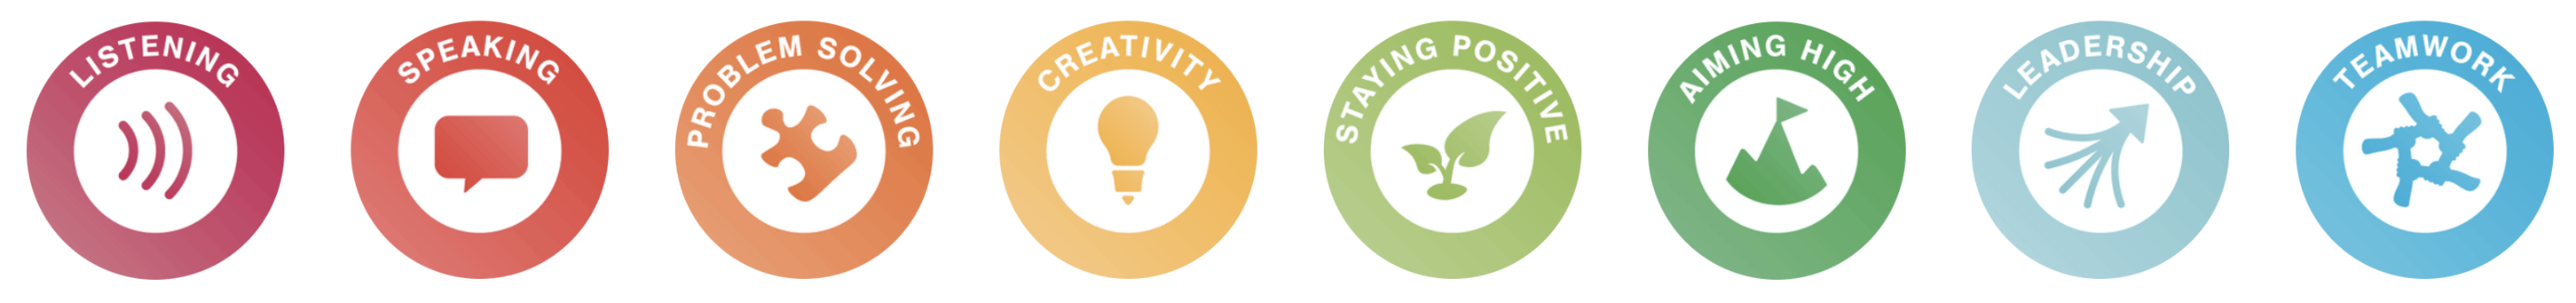 LISTENING
SPEAKING
PROBLEM SOLVING
CREATIVITY
STAYING POSITIVE
AIMING HIGH
LEADERSHIP
TEAMWORK